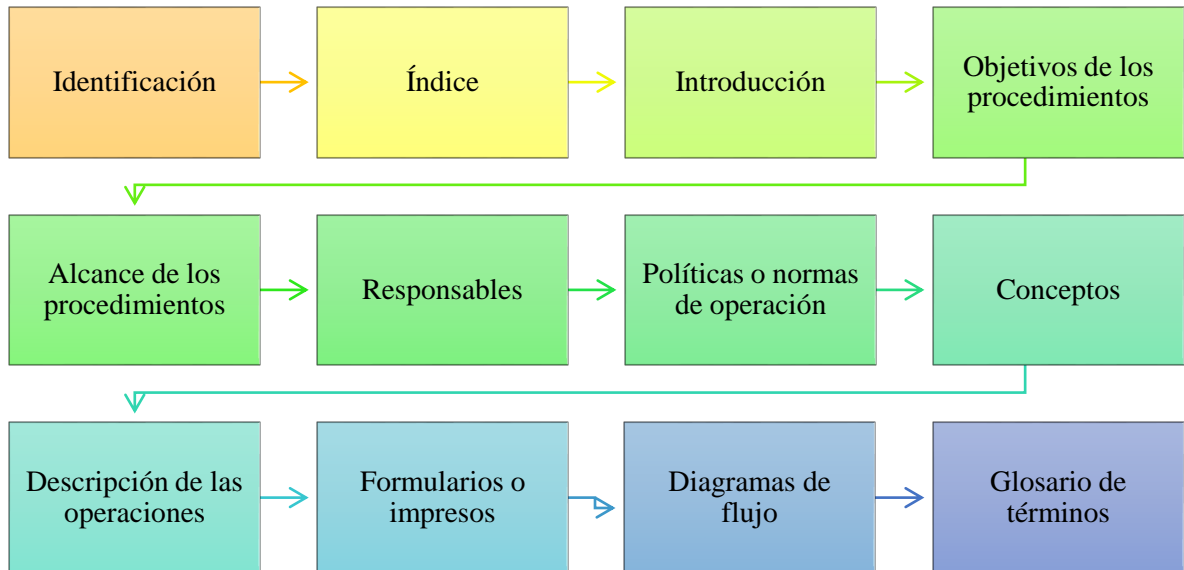 Identificación
Índice
Introducción
Objetivos de los
procedimientos
Alcance de los
procedimientos
Responsables
Políticas o normas
de operación
Conceptos
Descripción de las
operaciones
Formularios o
impresos
Diagramas de
flujo
Glosario de
términos